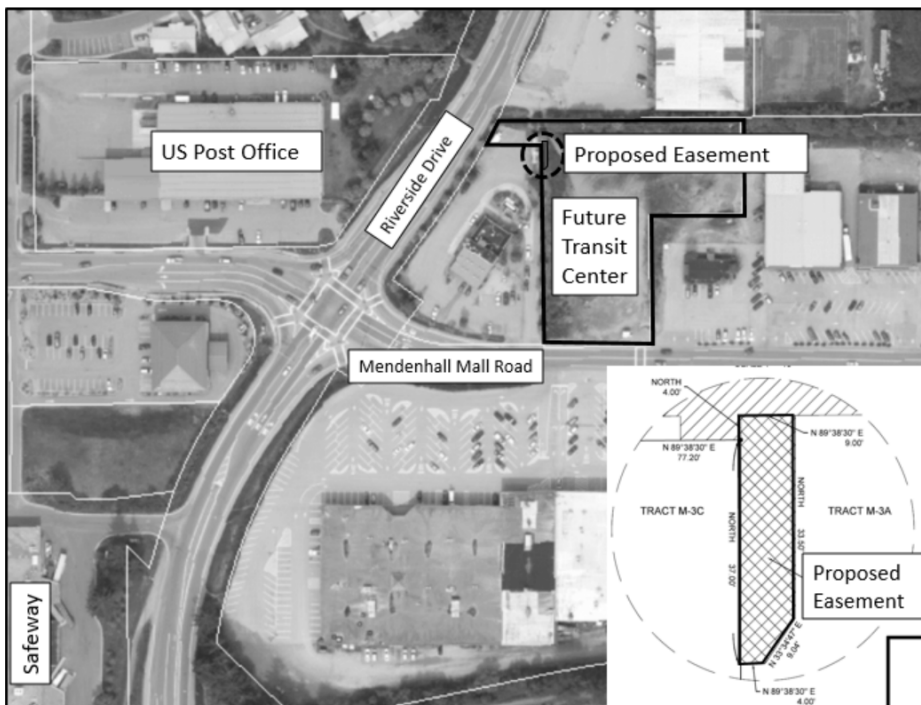 US Post Office
Riverside Drive
Proposed Easement
Future
Transit
Center
Mendenhall Mall Road
Safeway
NORTH
4.00'
N 89°38'30" E
9.00'
N 89°38'30" E
77.20'
TRACT M-3C
TRACT M-3A
NORTH
37.00'
NORTH
33.50'
Proposed
Easement
N 33°34'47" E
9.04'
N 89°38'30" E
4.00'